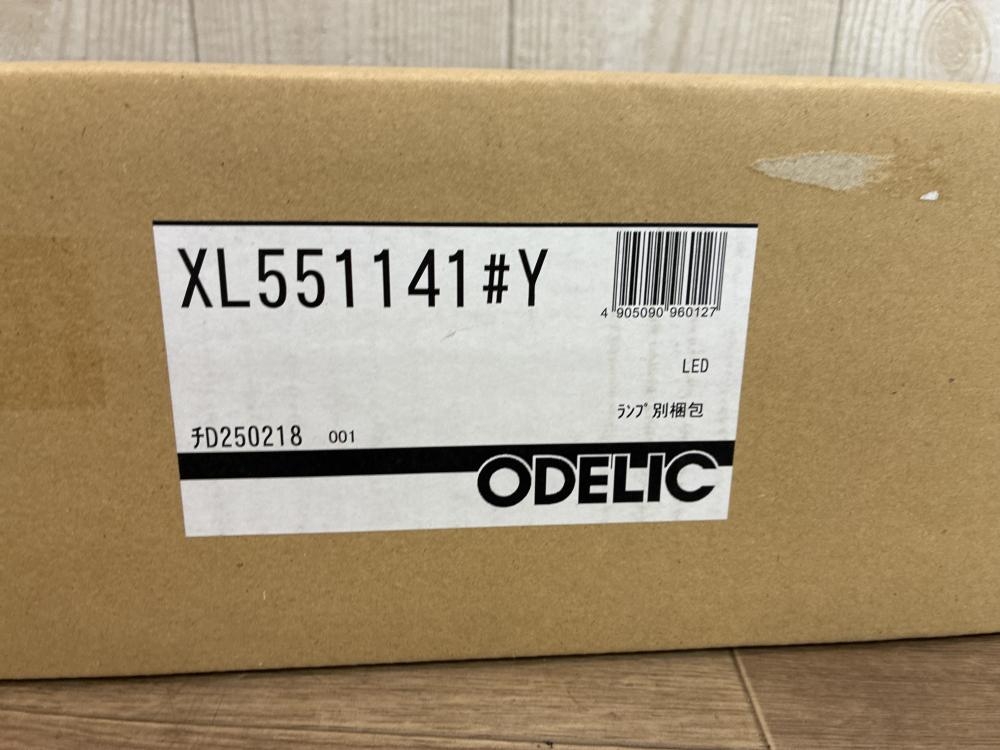 XL551141#Y
4 905090 960127
LED
ﾗﾝﾌﾟ別梱包
ﾁD250218 001
ODELIC